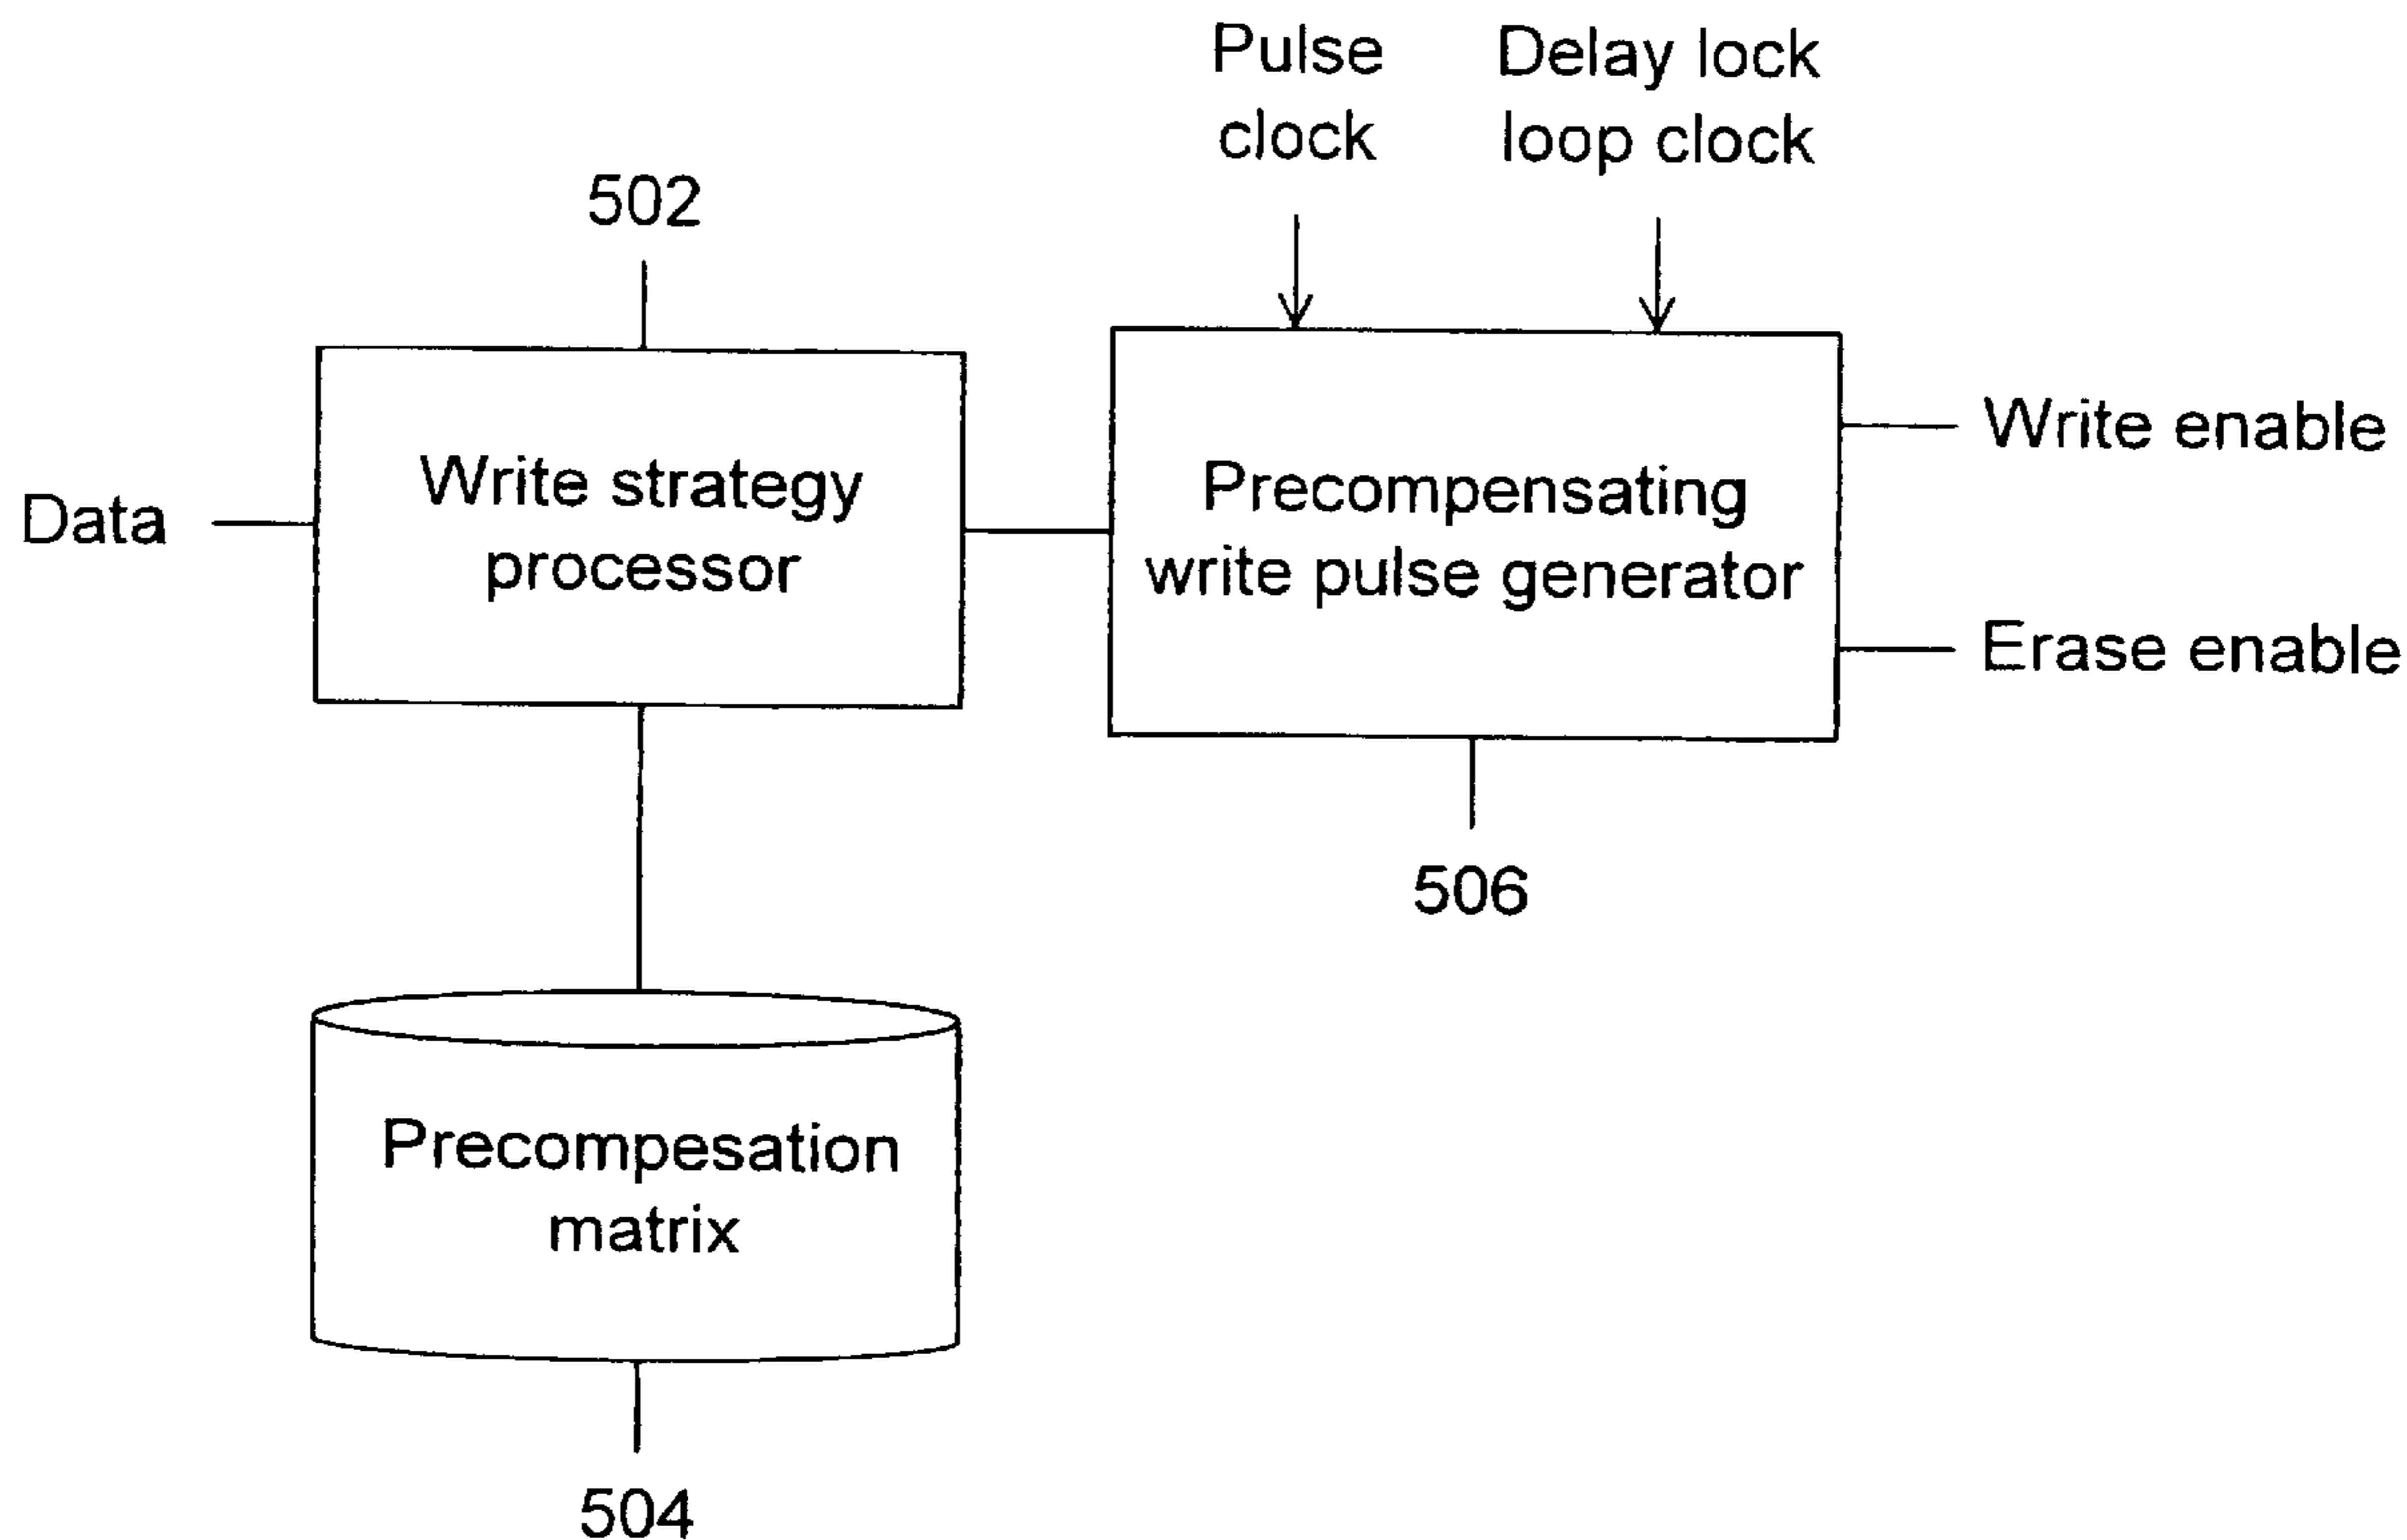 Pulse
clock
Delay lock
loop clock
502
Write strategy
processor
Data
Precompensating
write pulse generator
Write enable
Erase enable
506
Precompesation
matrix
504